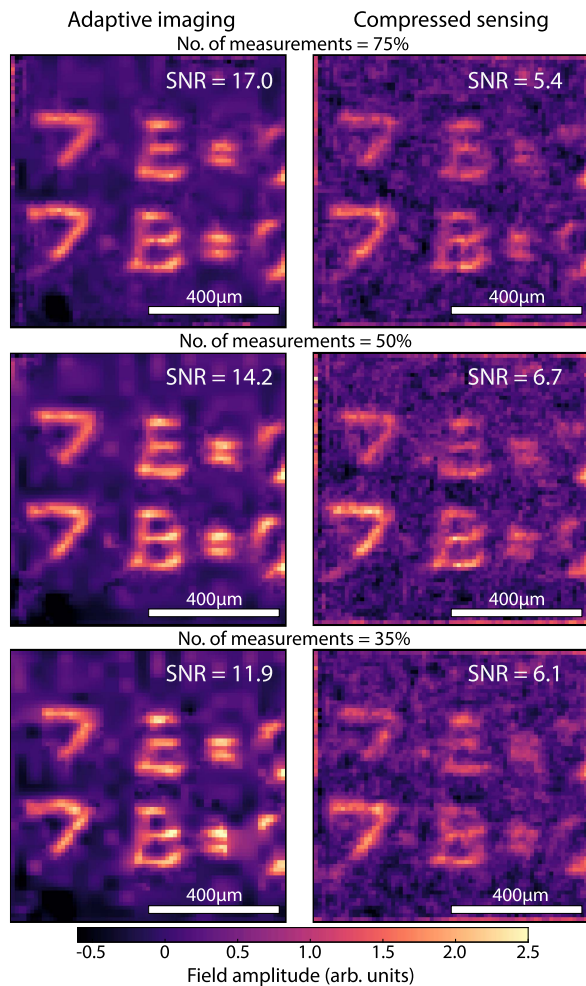 Adaptive imaging Compressed sensing
No. of measurements = 75%
SNR = 17.0 SNR = 5.4
400μm 400μm
No. of measurements = 50%
SNR = 14.2 SNR = 6.7
400μm 400μm
No. of measurements = 35%
SNR = 11.9 SNR = 6.1
400μm 400μm
-0.5 0 0.5 1.0 1.5 2.0 2.5
Field amplitude (arb. units)